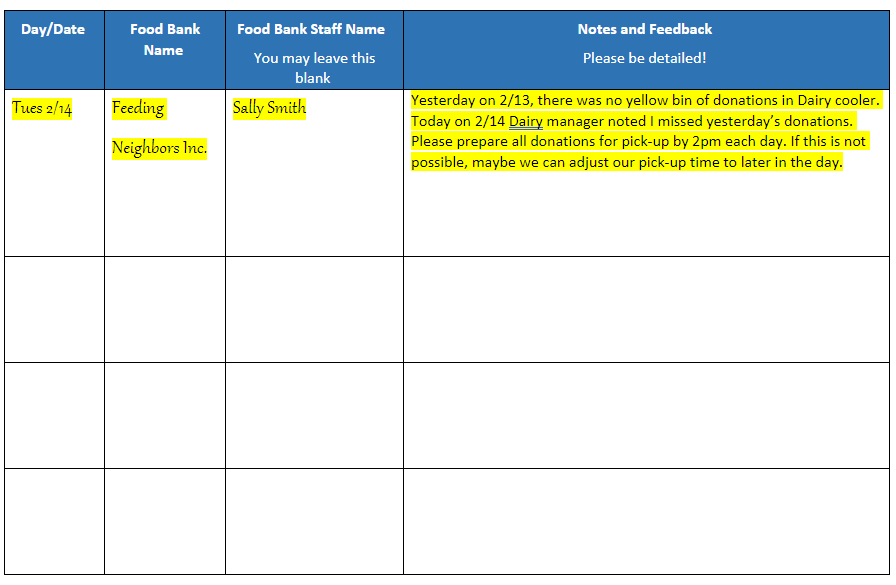 Day/Date
Food Bank
Name
Food Bank Staff Name
You may leave this
blank
Notes and Feedback
Please be detailed!
Tues 2/14
Feeding
Neighbors Inc.
Sally Smith
Yesterday on 2/13, there was no yellow bin of donations in Dairy cooler.
Today on 2/14 Dairy manager noted I missed yesterday’s donations.
Please prepare all donations for pick-up by 2pm each day. If this is not
possible, maybe we can adjust our pick-up time to later in the day.